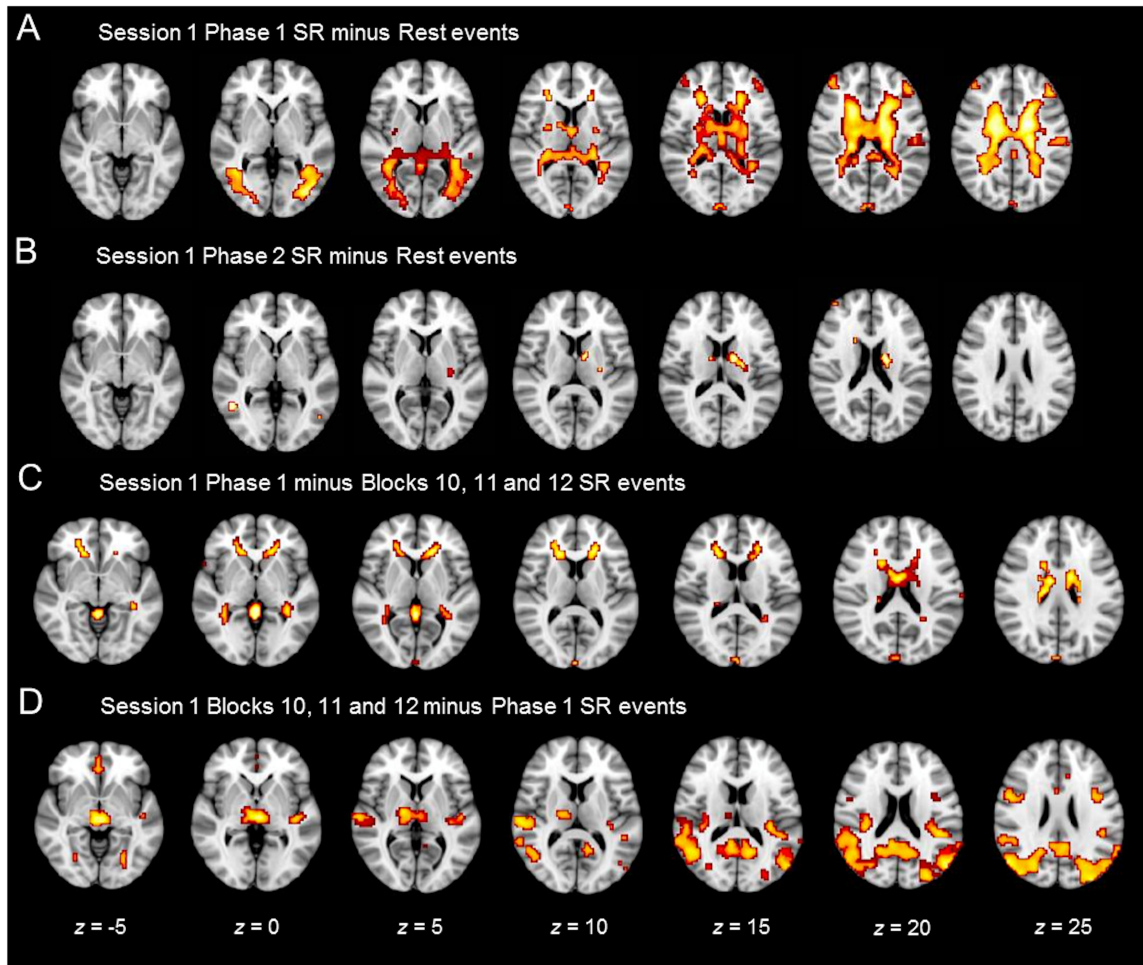 A Session 1 Phase 1 SR minus Rest events
B Session 1 Phase 2 SR minus Rest events
C Session 1 Phase 1 minus Blocks 10, 11 and 12 SR events
D Session 1 Blocks 10, 11 and 12 minus Phase 1 SR events
z = -5 z = 0 z = 5 z = 10 z = 15 z = 20 z = 25